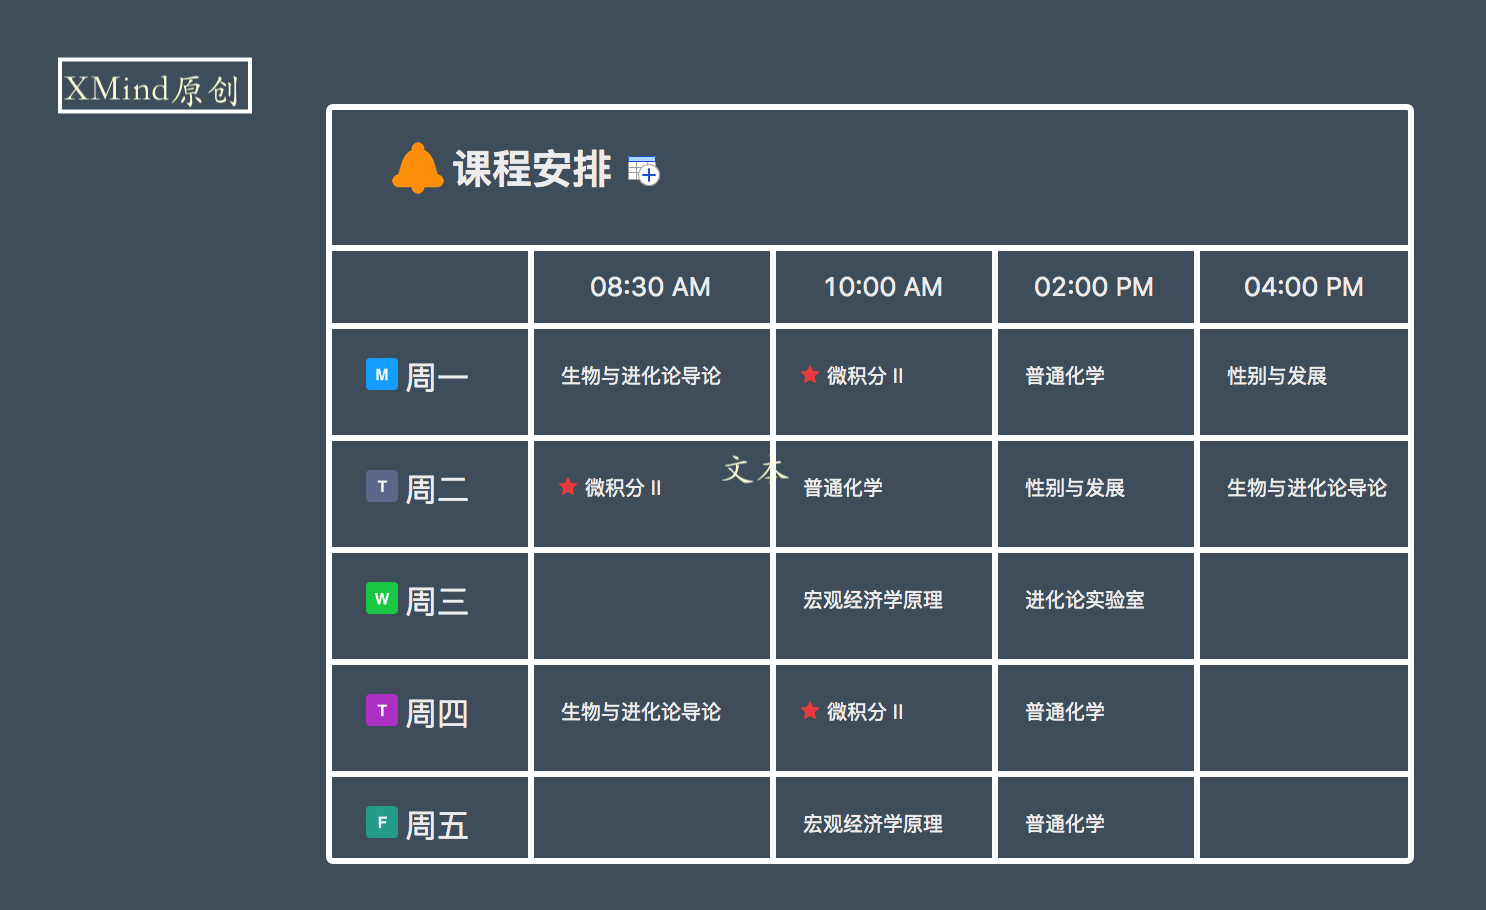 XMind原创
课程安排
08:30 AM 10:00 AM 02:00 PM 04:00 PM
M 周一 生物与进化论导论 微积分 II 普通化学 性别与发展
文本
T 周二 微积分 II 普通化学 性别与发展 生物与进化论导论
W 周三 宏观经济学原理 进化论实验室
T 周四 生物与进化论导论 微积分 II 普通化学
F 周五 宏观经济学原理 普通化学